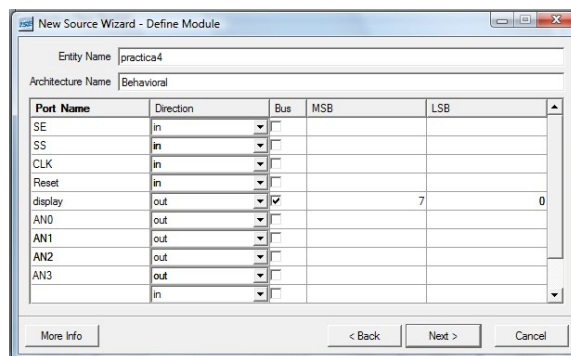 ISE New Source Wizard - Define Module
Entity Name practica4
Architecture Name Behavioral
Port Name Direction Bus MSB LSB
SE in
SS in
CLK in
Reset in
display out 7 0
AN0 out
AN1 out
AN2 out
AN3 out
in
More Info < Back Next > Cancel